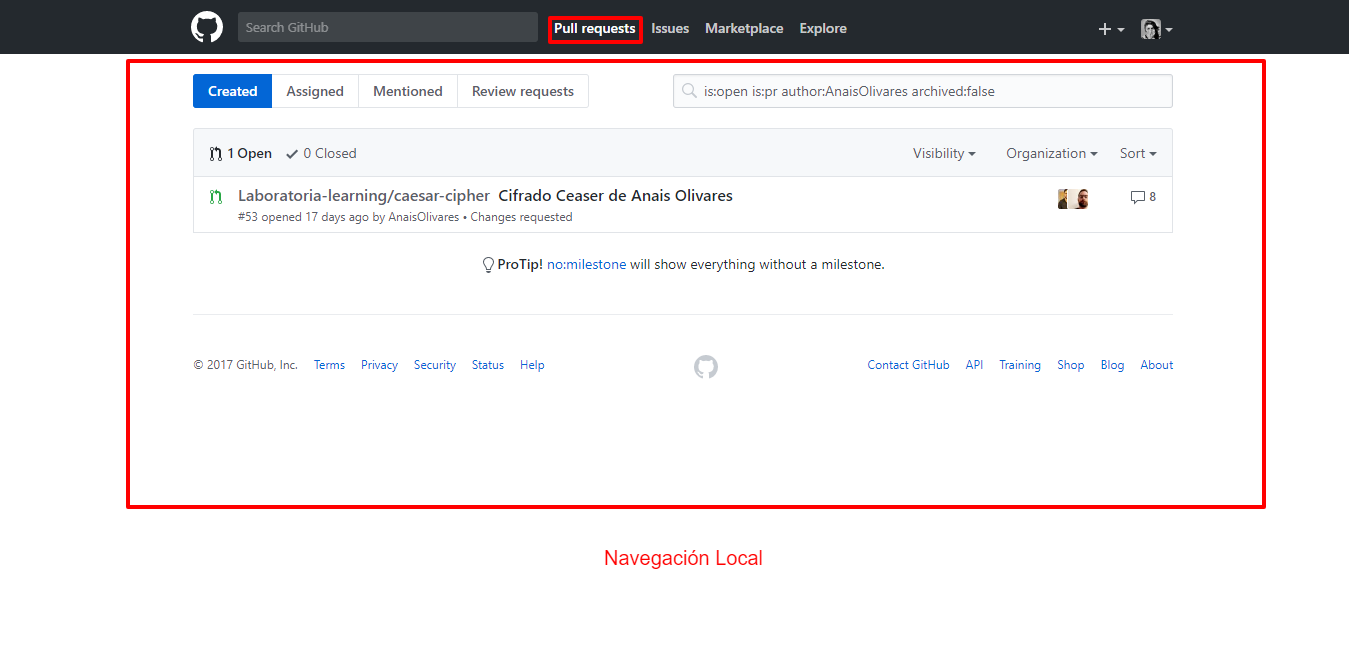 Search GitHub Pull requests Issues Marketplace Explore
Created Assigned Mentioned Review requests is:open is:pr author:AnaisOlivares archived:false
1 Open 0 Closed Visibility Organization Sort
Laboratoria-learning/caesar-cipher Cifrado Ceaser de Anais Olivares 8
#53 opened 17 days ago by AnaisOlivares • Changes requested
ProTip! no:milestone will show everything without a milestone.
© 2017 GitHub, Inc. Terms Privacy Security Status Help Contact GitHub API Training Shop Blog About
Navegación Local